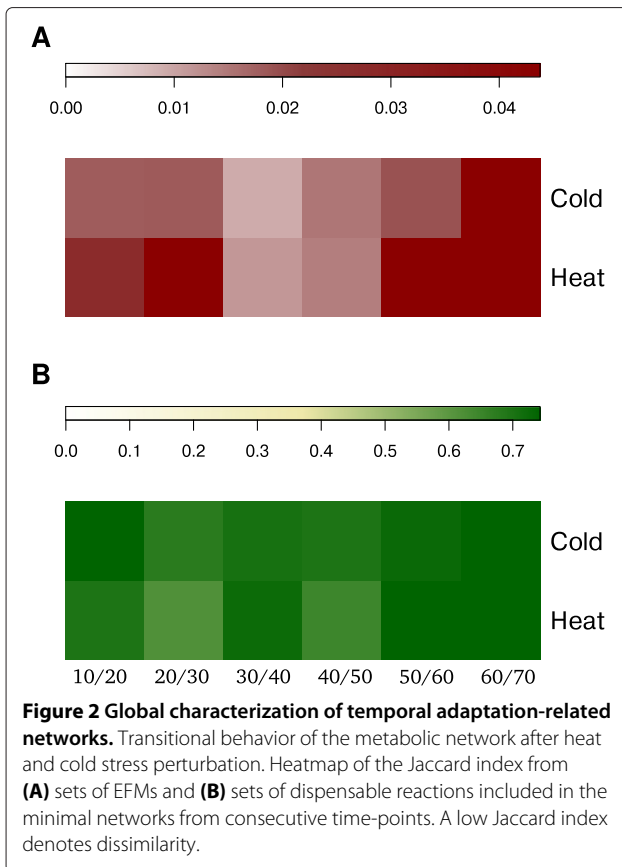 A
0.00 0.01 0.02 0.03 0.04
Cold
Heat
B
0.0 0.1 0.2 0.3 0.4 0.5 0.6 0.7
Cold
Heat
10/20 20/30 30/40 40/50 50/60 60/70
Figure 2 Global characterization of temporal adaptation-related
networks. Transitional behavior of the metabolic network after heat
and cold stress perturbation. Heatmap of the Jaccard index from
(A) sets of EFMs and (B) sets of dispensable reactions included in the
minimal networks from consecutive time-points. A low Jaccard index
denotes dissimilarity.